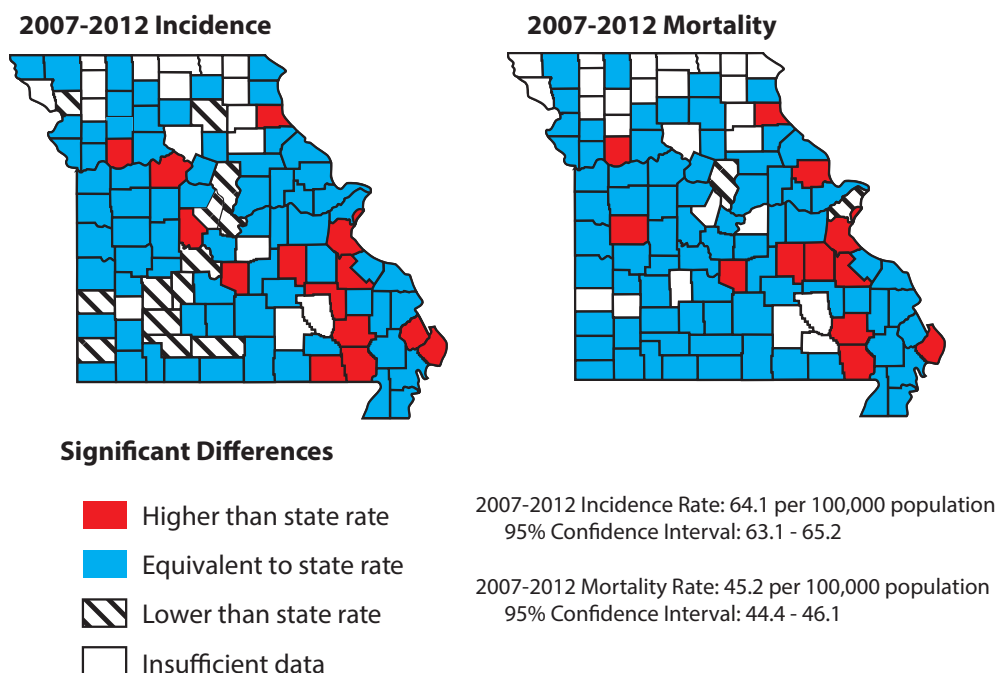 2007-2012 Incidence
2007-2012 Mortality
Significant Differences
Higher than state rate
Equivalent to state rate
Lower than state rate
Insufficient data
2007-2012 Incidence Rate: 64.1 per 100,000 population
95% Confidence Interval: 63.1 - 65.2
2007-2012 Mortality Rate: 45.2 per 100,000 population
95% Confidence Interval: 44.4 - 46.1